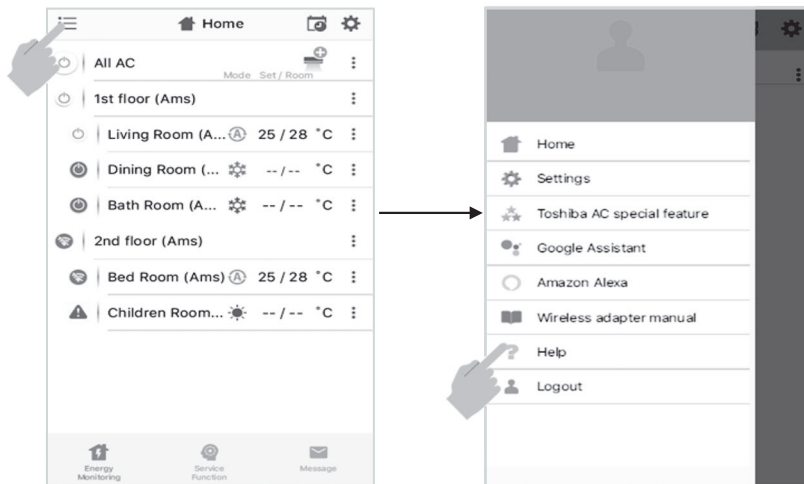 Home
All AC
Mode Set / Room
1st floor (Ams)
Living Room (A... A 25 / 28 °C
Dining Room (... -- / -- °C
Bath Room (A... -- / -- °C
2nd floor (Ams)
Bed Room (Ams) A 25 / 28 °C
Children Room... -- / -- °C
Energy
Monitoring
Service
Function
Message
Home
Settings
Toshiba AC special feature
Google Assistant
Amazon Alexa
Wireless adapter manual
Help
Logout